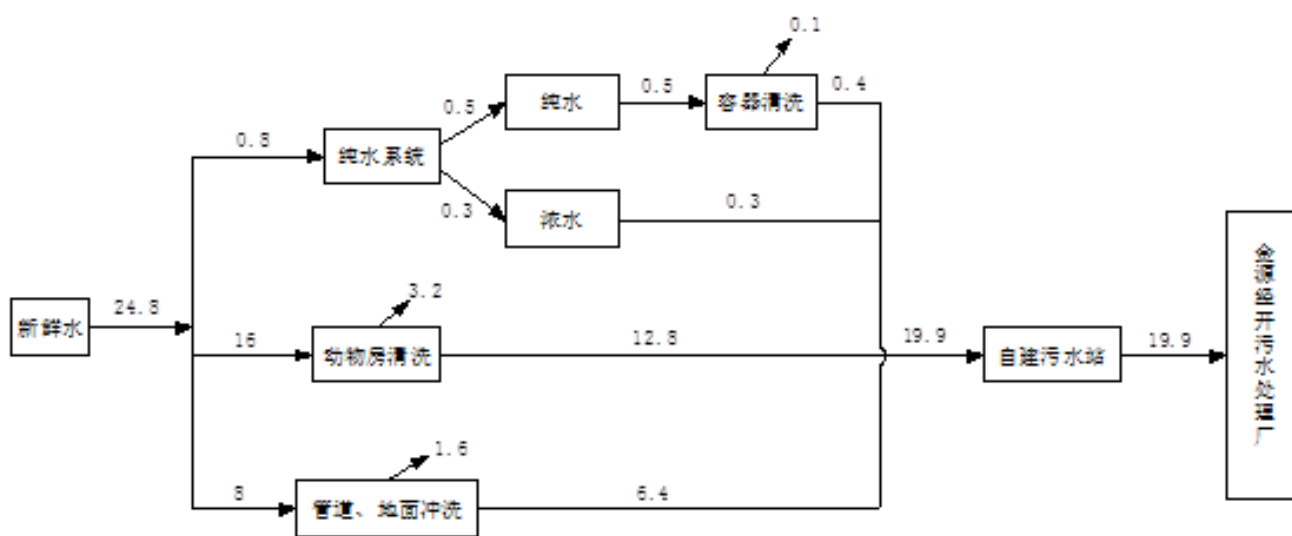 0.1
0.5
纯水
0.5
容器清洗
0.4
0.8
纯水系统
0.3
浓水
0.3
新鲜水
24.8
3.2
16
动物房清洗
12.8
19.9
自建污水站
19.9
金源经开污水处理厂
1.6
8
管道、地面冲洗
6.4